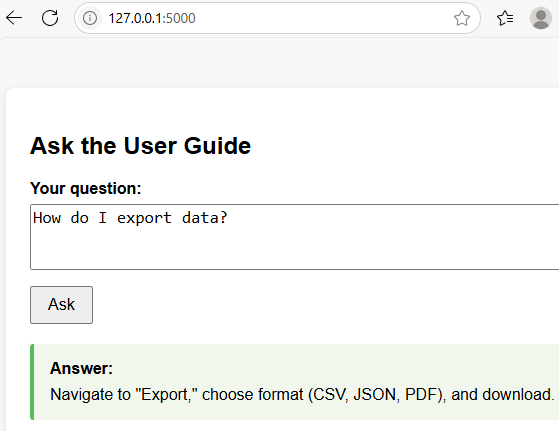 127.0.0.1:5000
Ask the User Guide
Your question:
How do I export data?
Ask
Answer:
Navigate to "Export," choose format (CSV, JSON, PDF), and download.